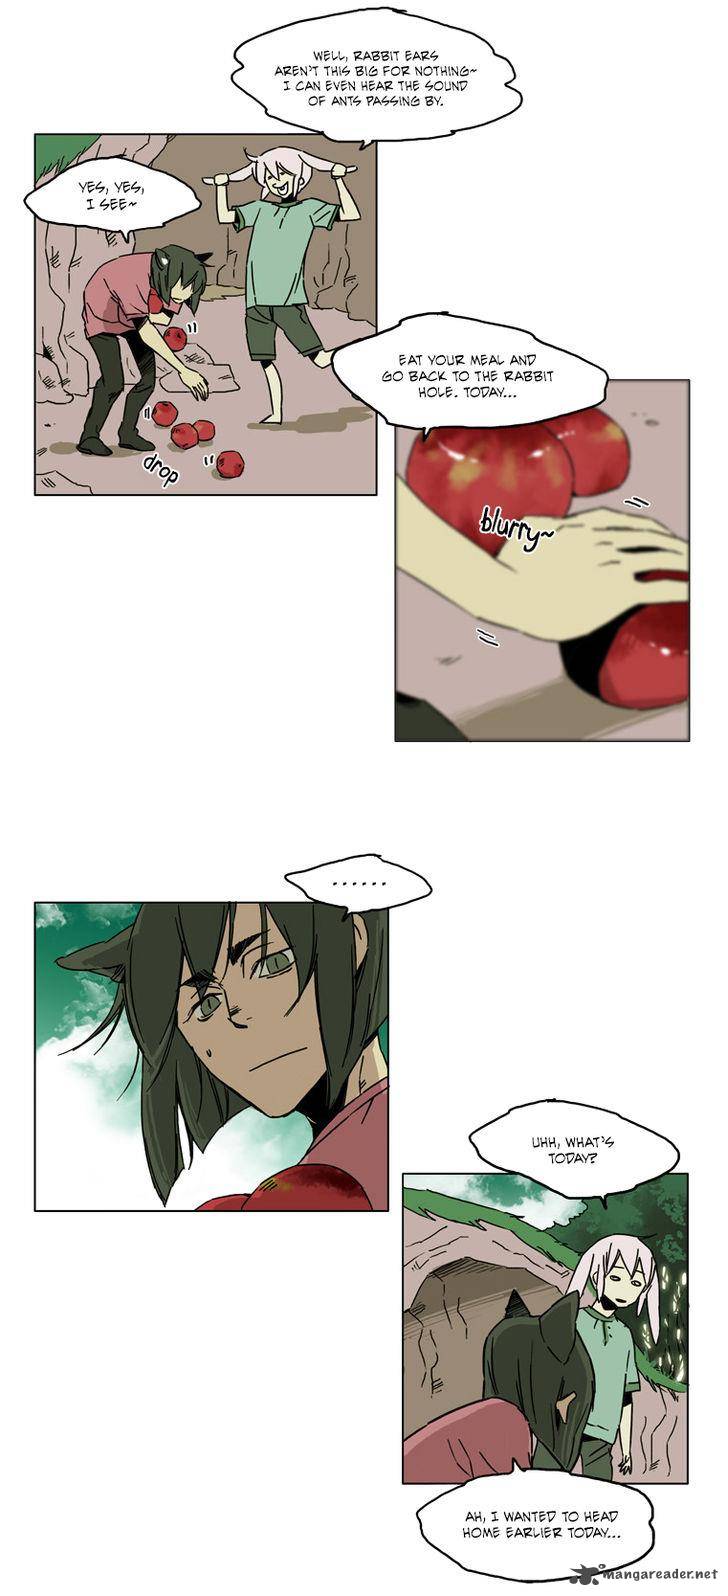 WELL, RABBIT EARS
AREN'T THIS BIG FOR NOTHING~
I CAN EVEN HEAR THE SOUND
OF ANTS PASSING BY.
YES, YES,
I SEE~
drop
EAT YOUR MEAL AND
GO BACK TO THE RABBIT
HOLE. TODAY...
blurry~
......
UHH, WHAT'S
TODAY?
AH, I WANTED TO HEAD
HOME EARLIER TODAY...
mangareader.net